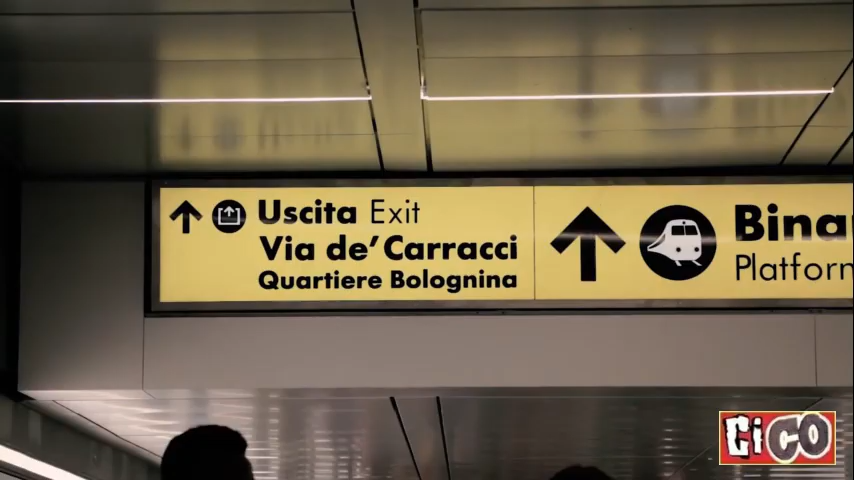 Uscita Exit
Via de' Carracci
Quartiere Bolognina
Bina
Platform
CiCO